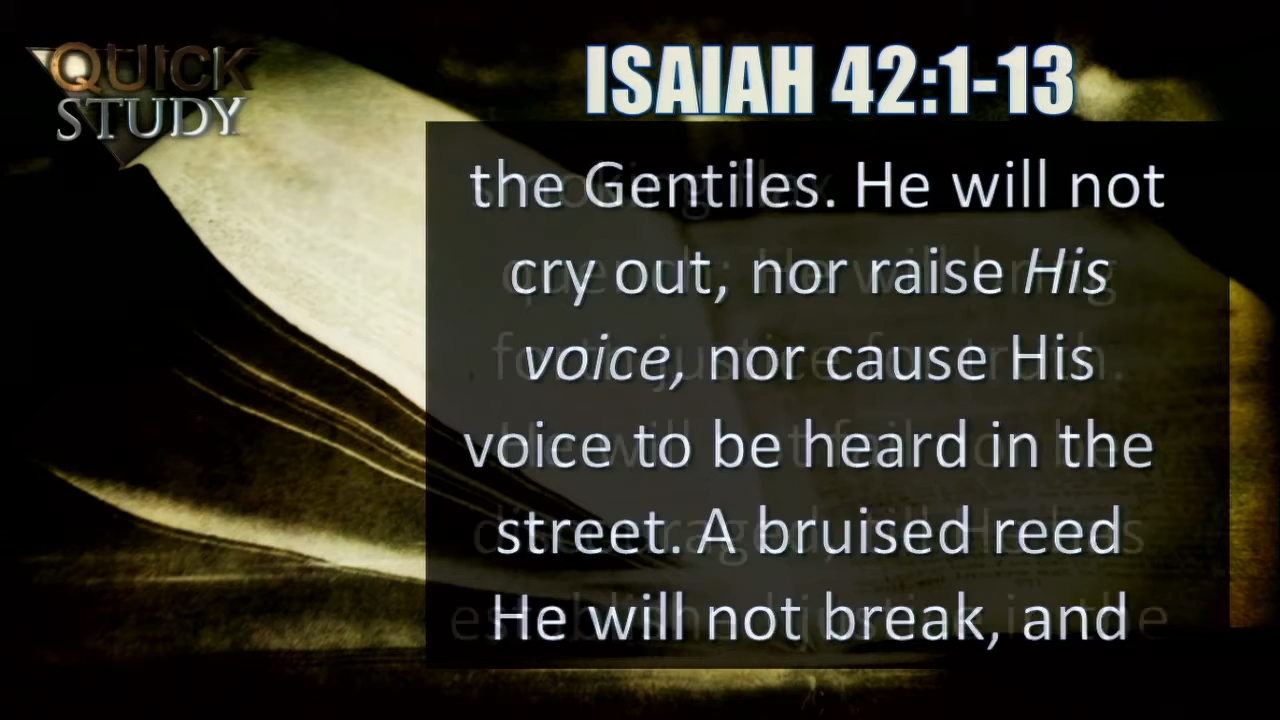 QUICK
STUDY
ISAIAH 42:1-13
the Gentiles. He will not
cry out, nor raise His
voice, nor cause His
voice to be heard in the
street. A bruised reed
He will not break, and